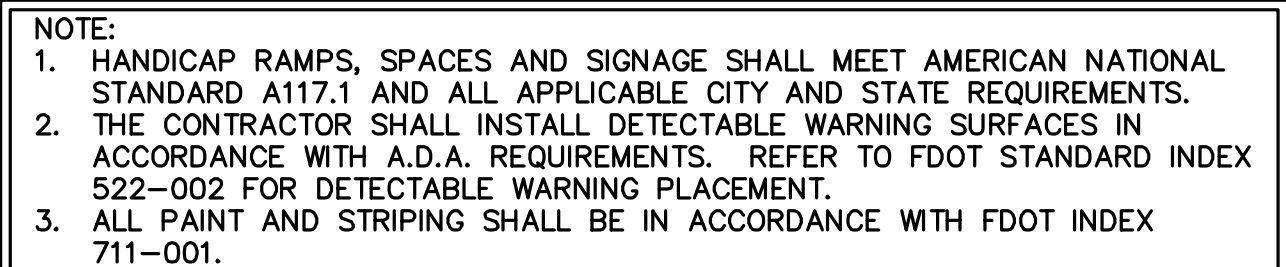 NOTE:
1. HANDICAP RAMPS, SPACES AND SIGNAGE SHALL MEET AMERICAN NATIONAL
STANDARD A117.1 AND ALL APPLICABLE CITY AND STATE REQUIREMENTS.
2. THE CONTRACTOR SHALL INSTALL DETECTABLE WARNING SURFACES IN
ACCORDANCE WITH A.D.A. REQUIREMENTS. REFER TO FDOT STANDARD INDEX
522-002 FOR DETECTABLE WARNING PLACEMENT.
3. ALL PAINT AND STRIPING SHALL BE IN ACCORDANCE WITH FDOT INDEX
711-001.